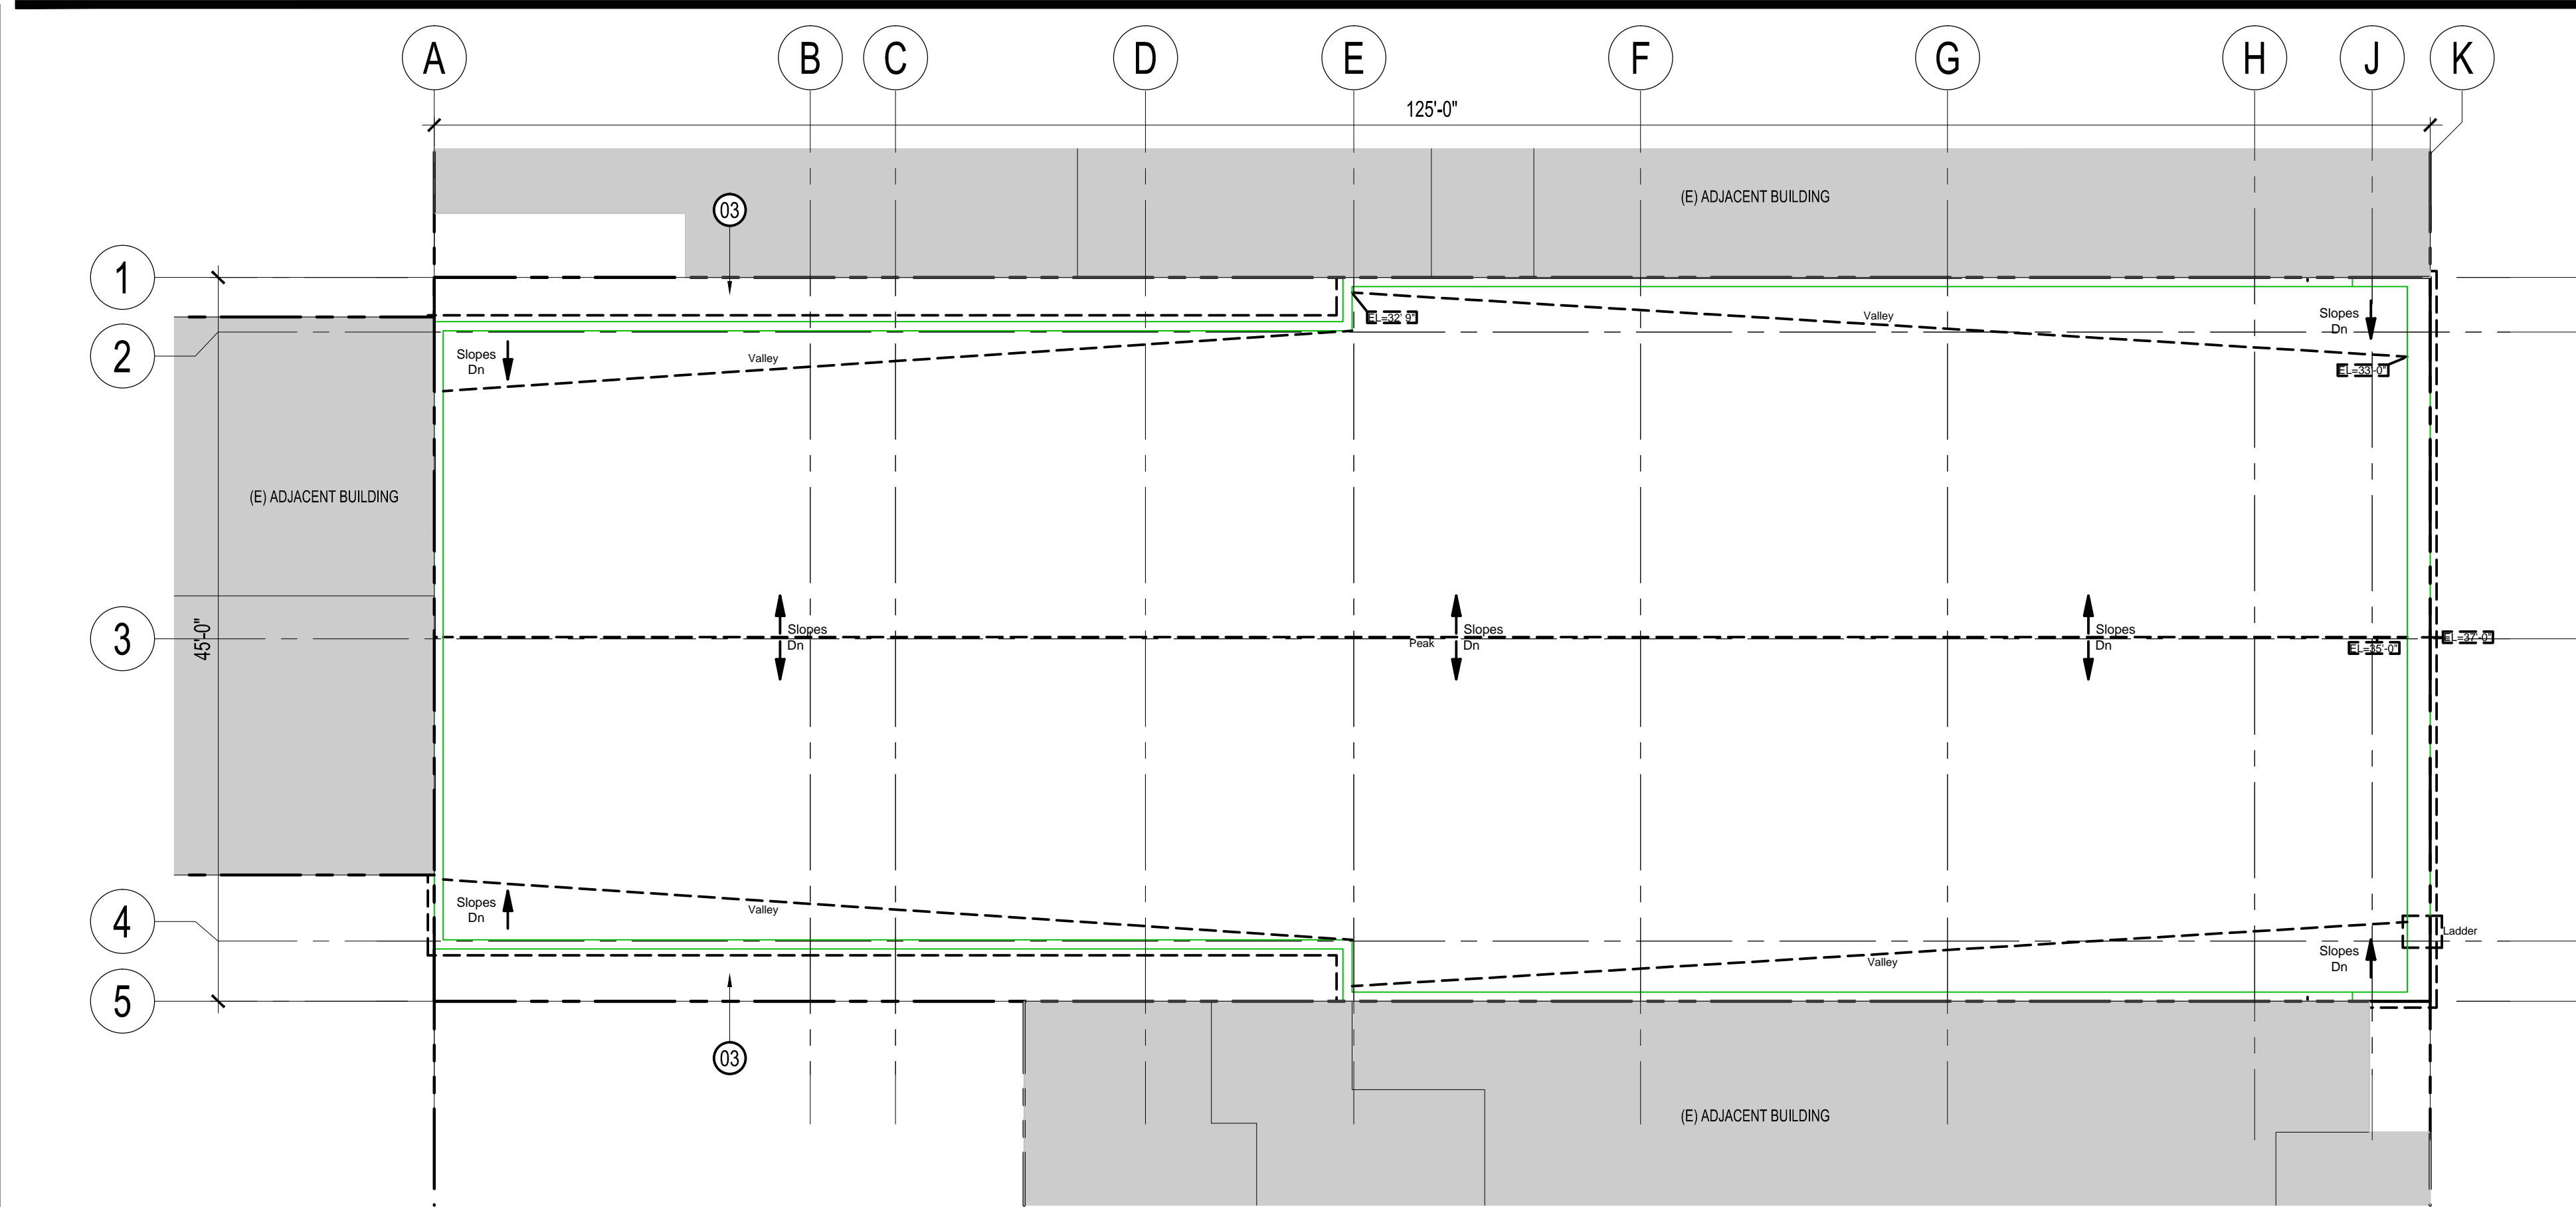 A B C D E F G H J K
125'-0"
(E) ADJACENT BUILDING
03
1
EL=32' 9"
Valley
Slopes
Dn
2
Slopes
Dn
Valley
EL=33'-0"
(E) ADJACENT BUILDING
3
45'-0"
Slopes
Dn
Peak
Slopes
Dn
Slopes
Dn
EL=35'-0"
EL=37'-0"
4
Slopes
Dn
Valley
Ladder
Slopes
Dn
Valley
5
03
(E) ADJACENT BUILDING